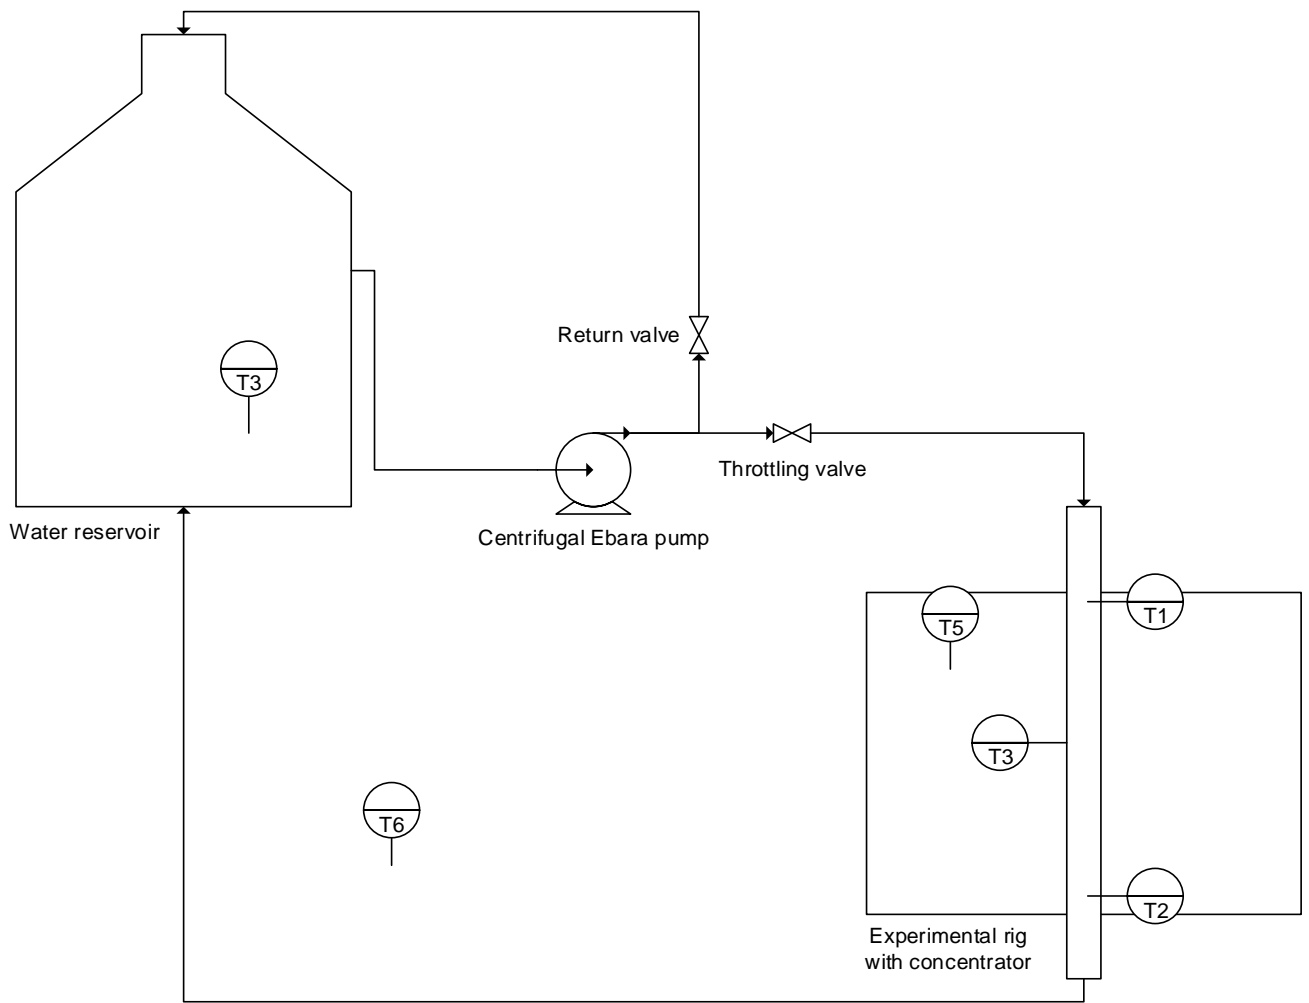 Return valve
T3
Throttling valve
Water reservoir
Centrifugal Ebara pump
T1
T5
T3
T6
T2
Experimental rig
with concentrator